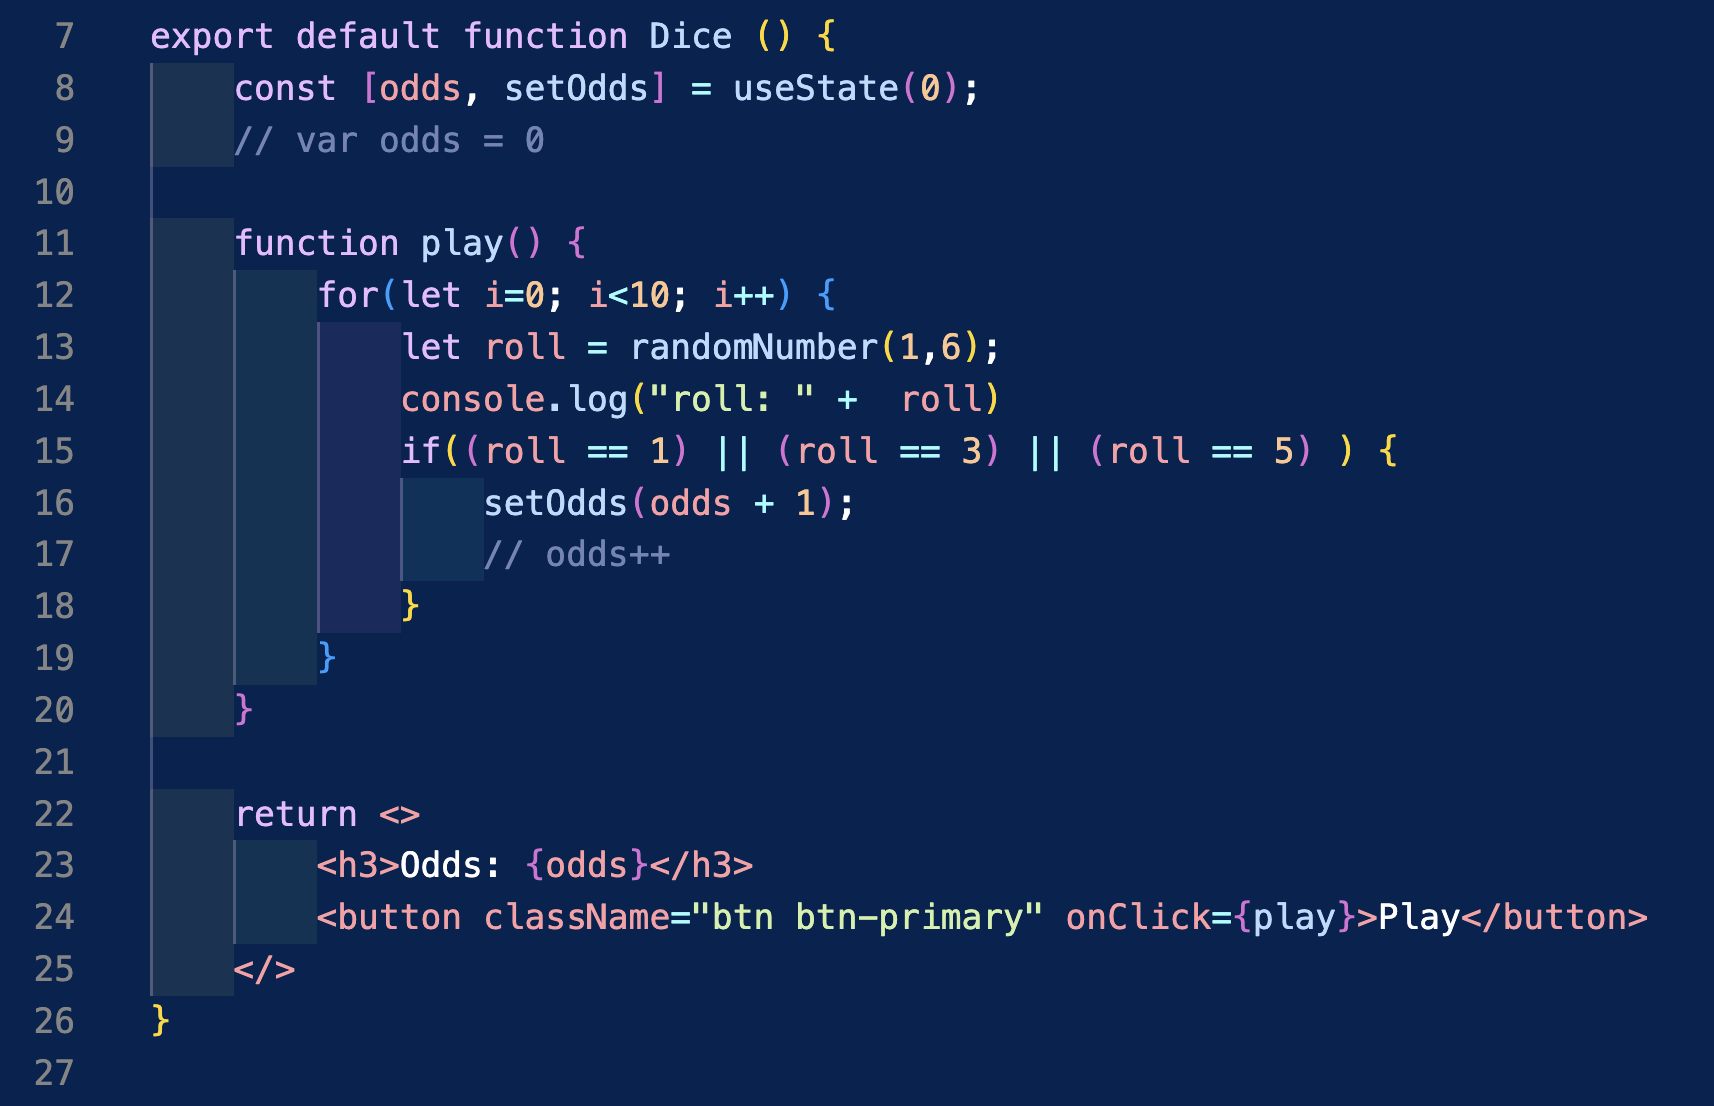 7 export default function Dice () {
8 const [odds, setOdds] = useState(0);
9 // var odds = 0
10
11 function play() {
12 for(let i=0; i<10; i++) {
13 let roll = randomNumber(1,6);
14 console.log("roll: " +  roll)
15 if((roll == 1) || (roll == 3) || (roll == 5) ) {
16 setOdds(odds + 1);
17 // odds++
18 }
19 }
20 }
21
22 return <>
23 <h3>Odds: {odds}</h3>
24 <button className="btn btn-primary" onClick={play}>Play</button>
25 </>
26 }
27